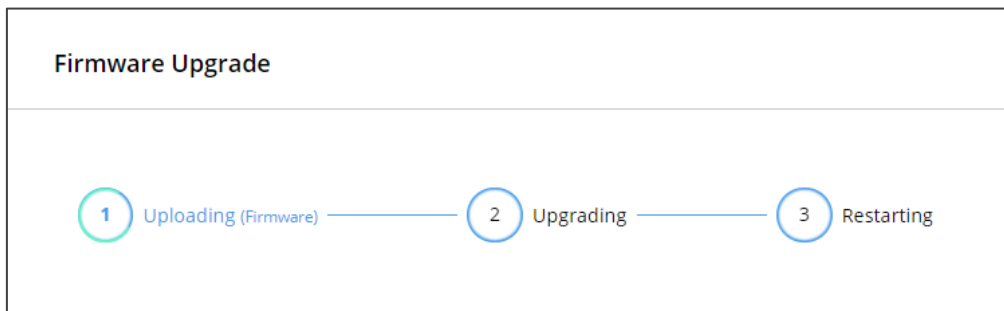 Firmware Upgrade
1 Uploading (Firmware) 2 Upgrading 3 Restarting